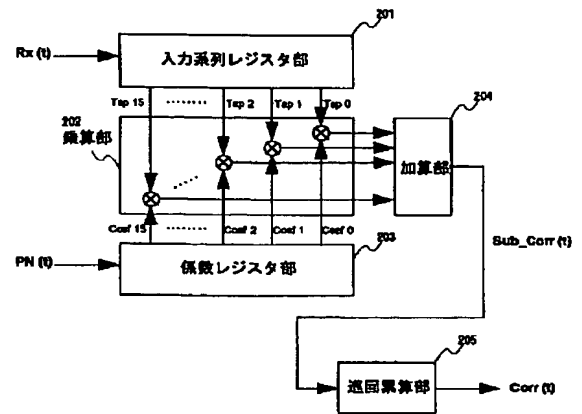 201
Rx (t)
入力系列レジスタ部
Tap 15 ........ Tap 2 Tap 1 Tap 0
204
202
乗算部
加算部
Coef 15 ........ Coef 2 Coef 1 Coef 0
203
PN (t)
係数レジスタ部
Sub_Corr (t)
205
巡回累算部
Corr (t)